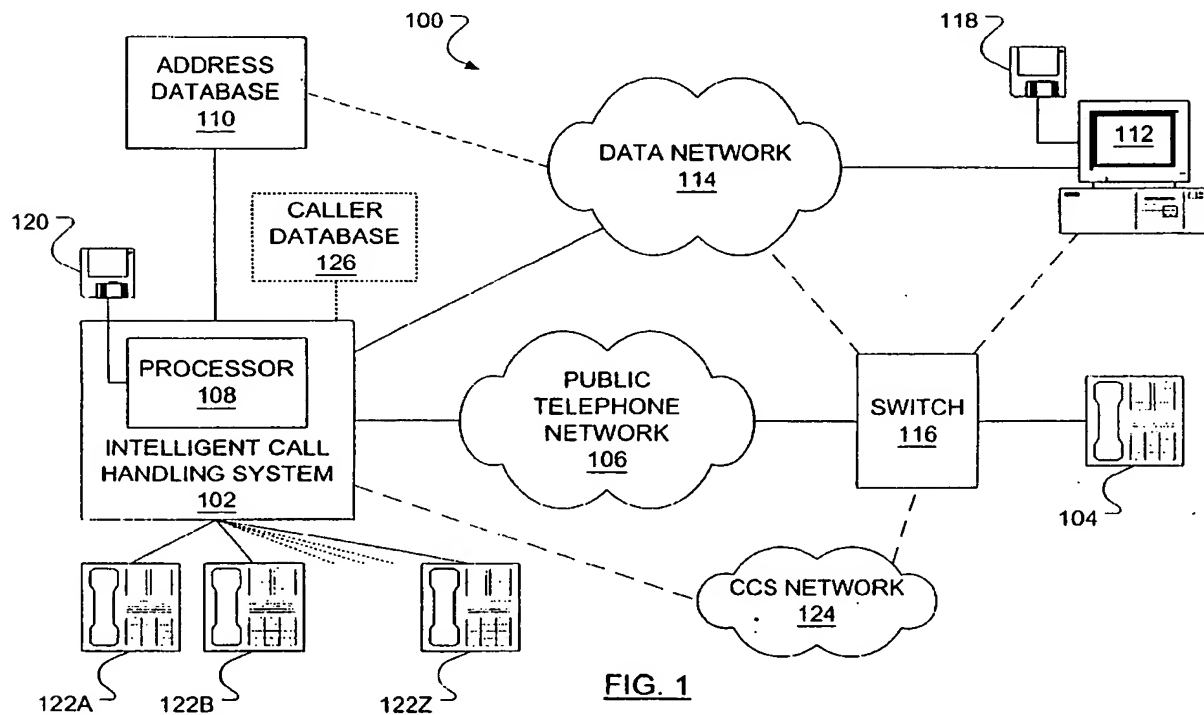 100
118
ADDRESS
DATABASE
110
DATA NETWORK
114
112
CALLER
DATABASE
126
120
PROCESSOR
108
INTELLIGENT CALL
HANDLING SYSTEM
102
PUBLIC
TELEPHONE
NETWORK
106
SWITCH
116
104
CCS NETWORK
124
122A
122B
122Z
FIG. 1